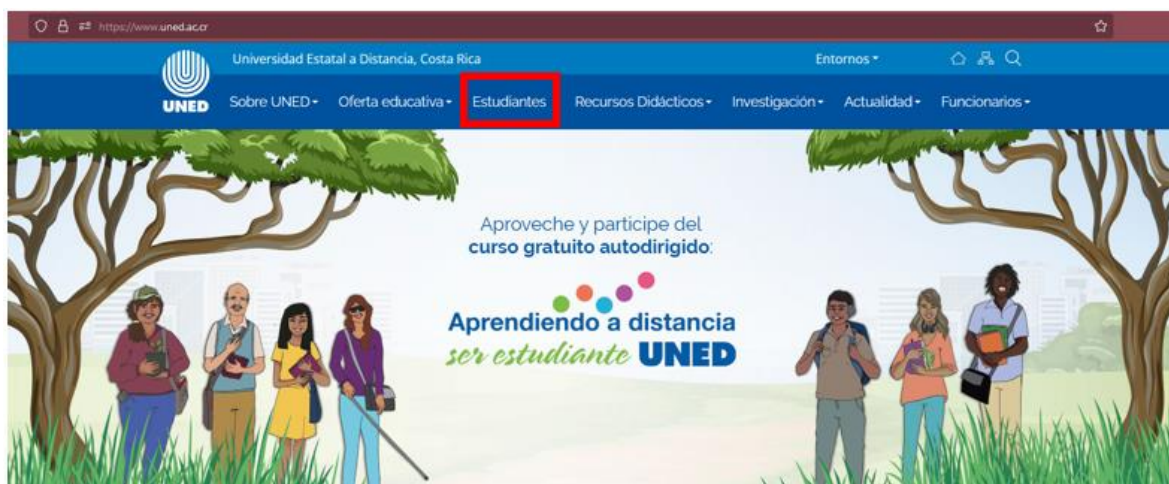 https://www.uned.ac.cr
Universidad Estatal a Distancia, Costa Rica
Entornos
UNED
Sobre UNED
Oferta educativa
Estudiantes
Recursos Didácticos
Investigación
Actualidad
Funcionarios
Aproveche y participe del
curso gratuito autodirigido:
Aprendiendo a distancia
ser estudiante UNED